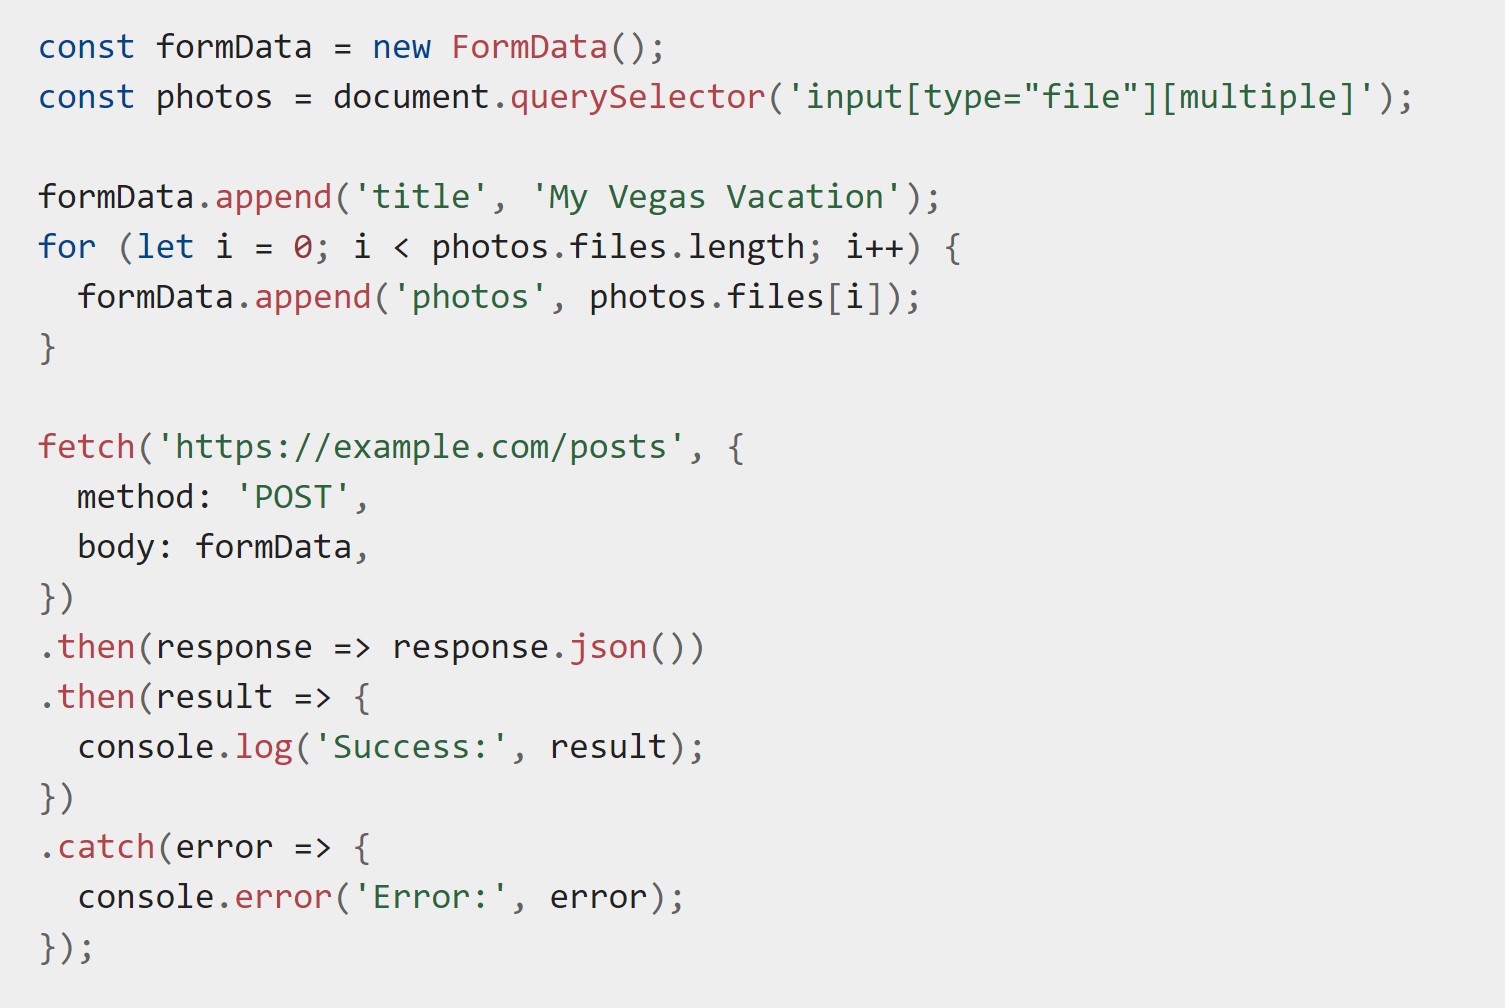 const formData = new FormData();
const photos = document.querySelector('input[type="file"][multiple]');

formData.append('title', 'My Vegas Vacation');
for (let i = 0; i < photos.files.length; i++) {
  formData.append('photos', photos.files[i]);
}

fetch('https://example.com/posts', {
  method: 'POST',
  body: formData,
})
.then(response => response.json())
.then(result => {
  console.log('Success:', result);
})
.catch(error => {
  console.error('Error:', error);
});